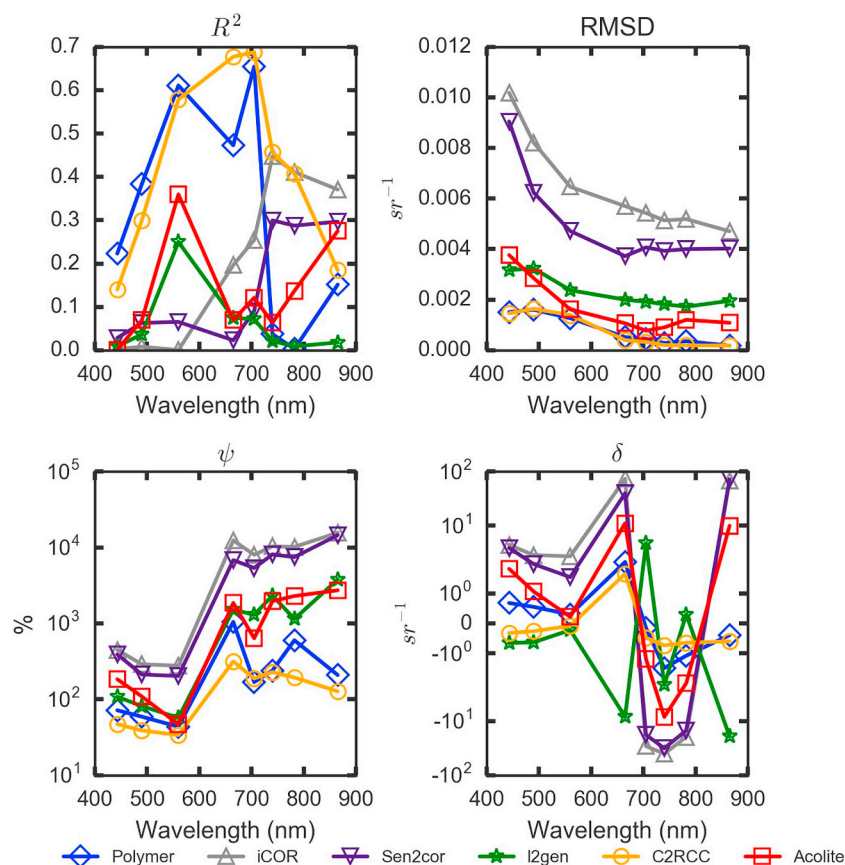 R²
RMSD
0.7
0.6
0.5
0.4
0.3
0.2
0.1
0.0
400 500 600 700 800 900
Wavelength (nm)
sr⁻¹
0.012
0.010
0.008
0.006
0.004
0.002
0.000
400 500 600 700 800 900
Wavelength (nm)
ψ
δ
%
10⁵
10⁴
10³
10²
10¹
400 500 600 700 800 900
Wavelength (nm)
sr⁻¹
10²
10¹
10⁰
0
-10⁰
-10¹
-10²
400 500 600 700 800 900
Wavelength (nm)
Polymer iCOR Sen2cor l2gen C2RCC Acolite